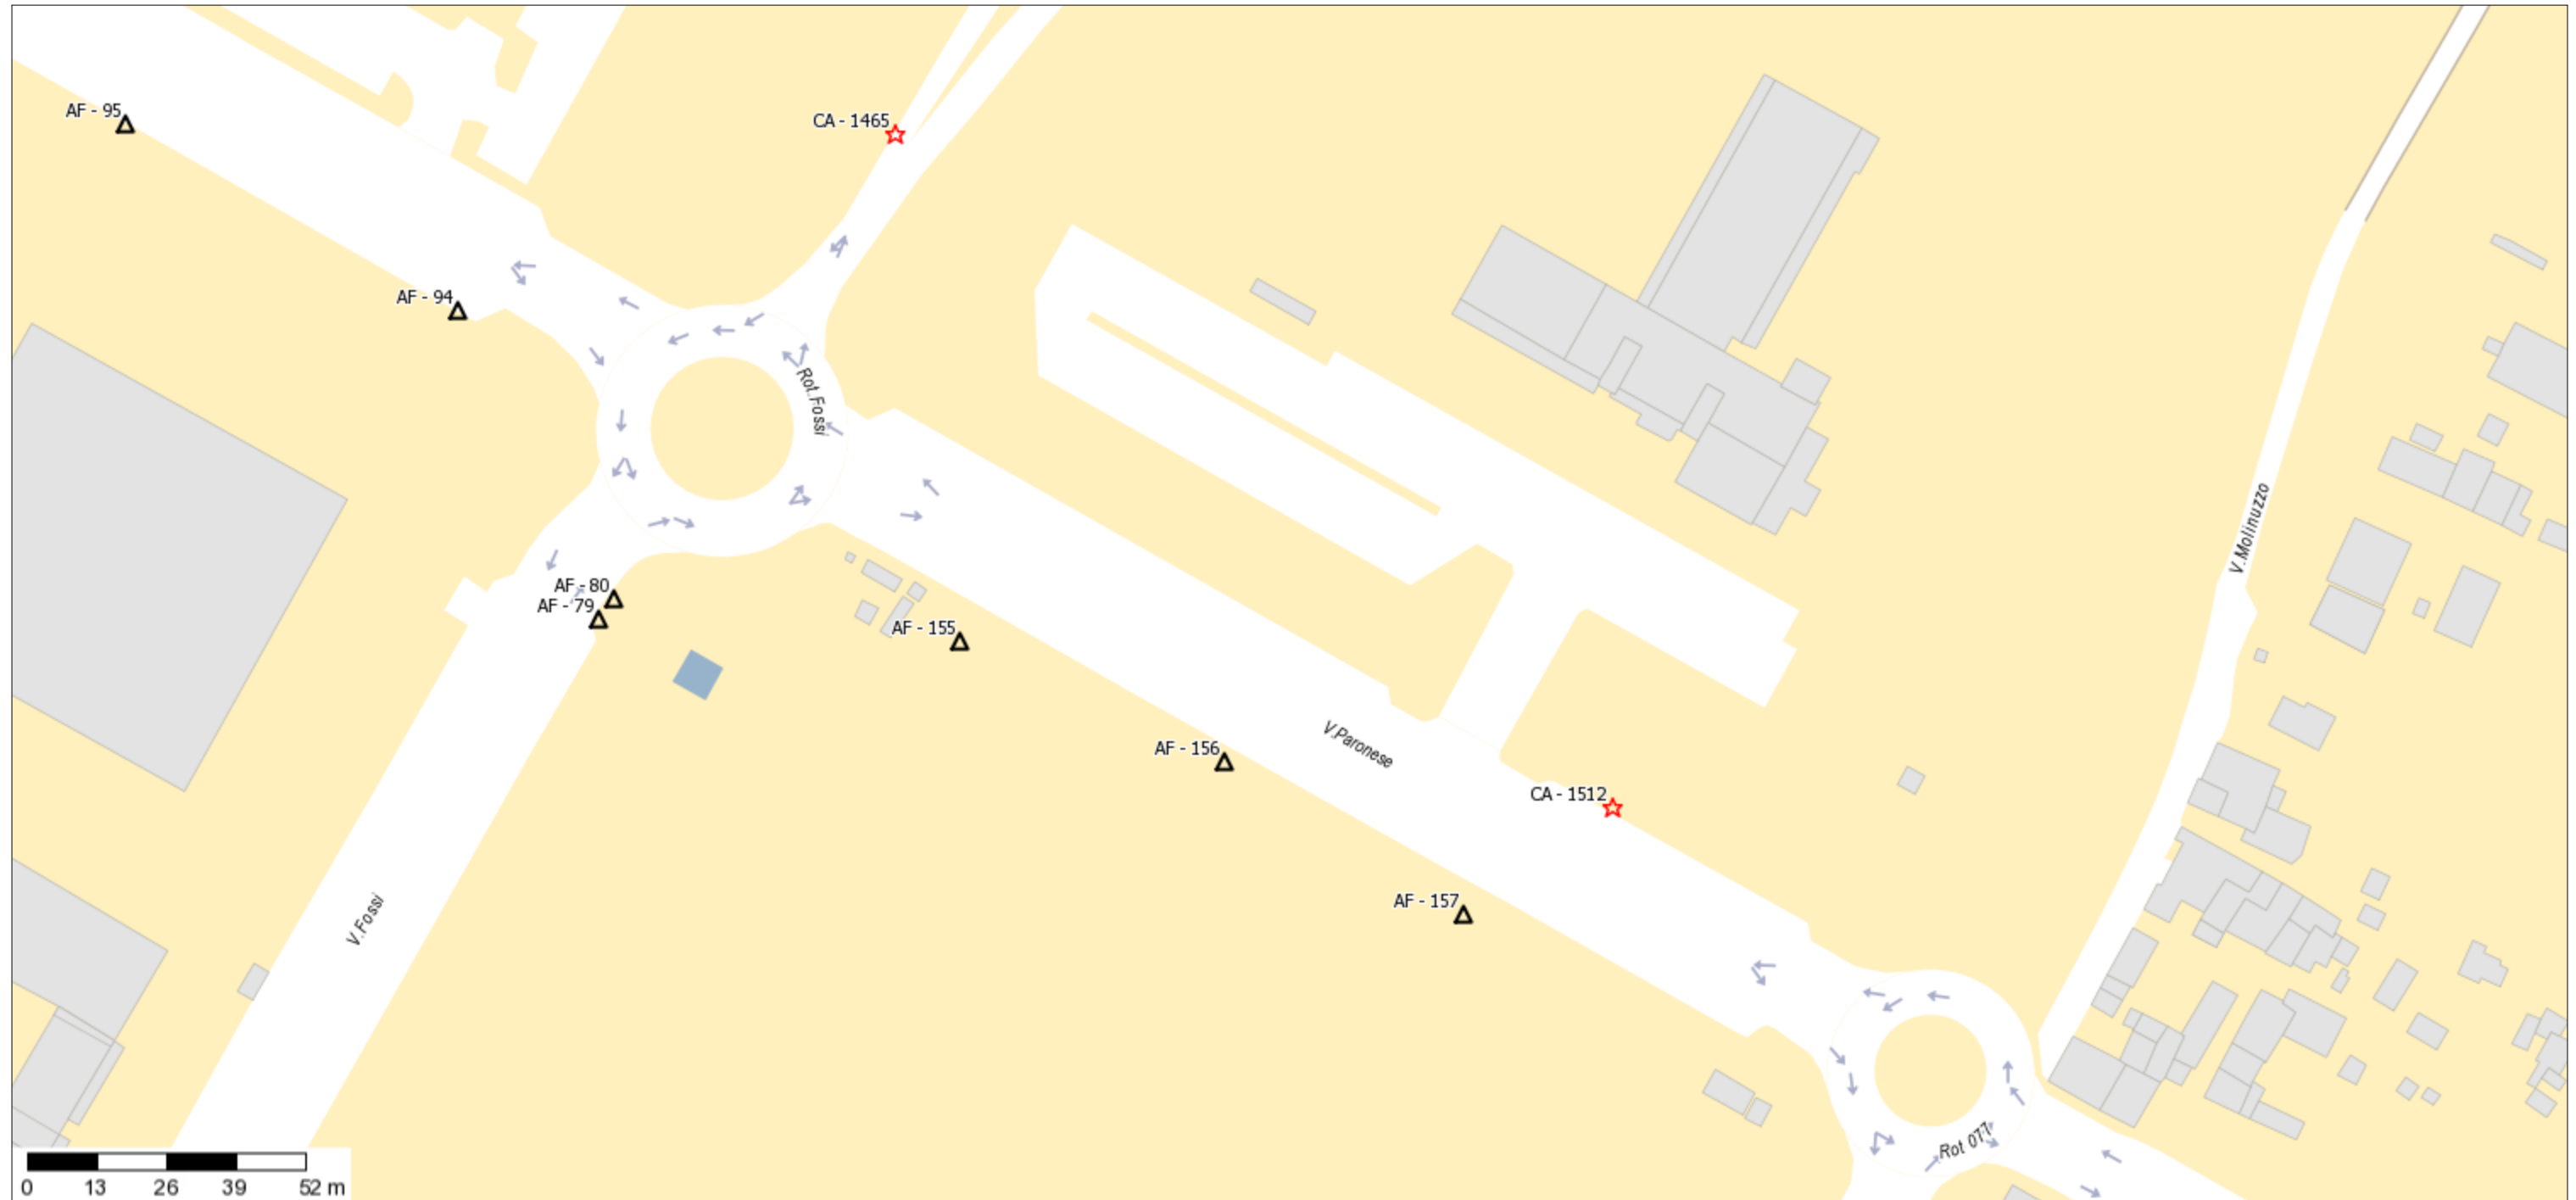 AF - 95
CA - 1465
AF - 94
Rot.Fossi
V.Molinuzzo
AF - 80
AF - 79
AF - 155
AF - 156
V.Paronese
CA - 1512
AF - 157
V.Fossi
Rot 077
0 13 26 39 52 m